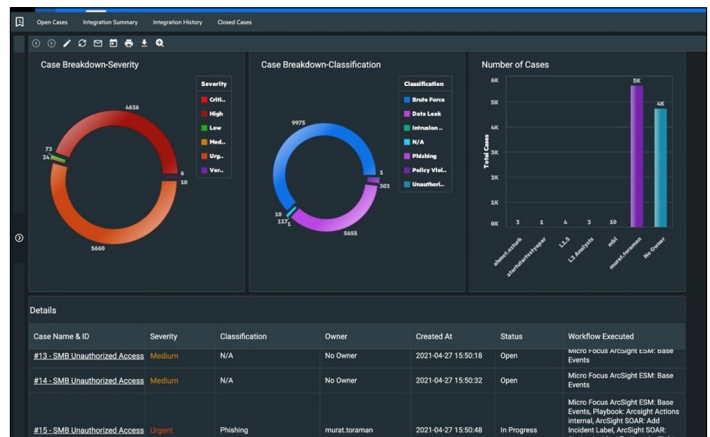 Open Cases Integration Summary Integration History Closed Cases
Case Breakdown-Severity
4626
73
34
6
10
5660
Severity
Criti..
High
Low
Med..
Urg..
Ver..
Case Breakdown-Classification
9975
1
303
10
117
1
5655
Classification
Brute Force
Data Leak
Intrusion ..
N/A
Phishing
Policy Viol..
Unauthori..
Number of Cases
Total Cases
6K
5K
4K
3K
3K
1K
0K
3
1
4
3
10
5K
4K
L1.5
L3 Analysis
mbl
murat.toraman
No Owner
Details
Case Name & ID Severity Classification Owner Created At Status Workflow Executed
#13 - SMB Unauthorized Access Medium N/A No Owner 2021-04-27 15:50:18 Open Micro Focus ArcSight ESM: Base
Events
#14 - SMB Unauthorized Access Medium N/A No Owner 2021-04-27 15:50:32 Open Micro Focus ArcSight ESM: Base
Events
#15 - SMB Unauthorized Access Urgent Phishing murat.toraman 2021-04-27 15:50:48 In Progress
Micro Focus ArcSight ESM: Base
Events, Playbook: Arcsight Actions
internal, ArcSight SOAR: Add
Incident Label, ArcSight SOAR: